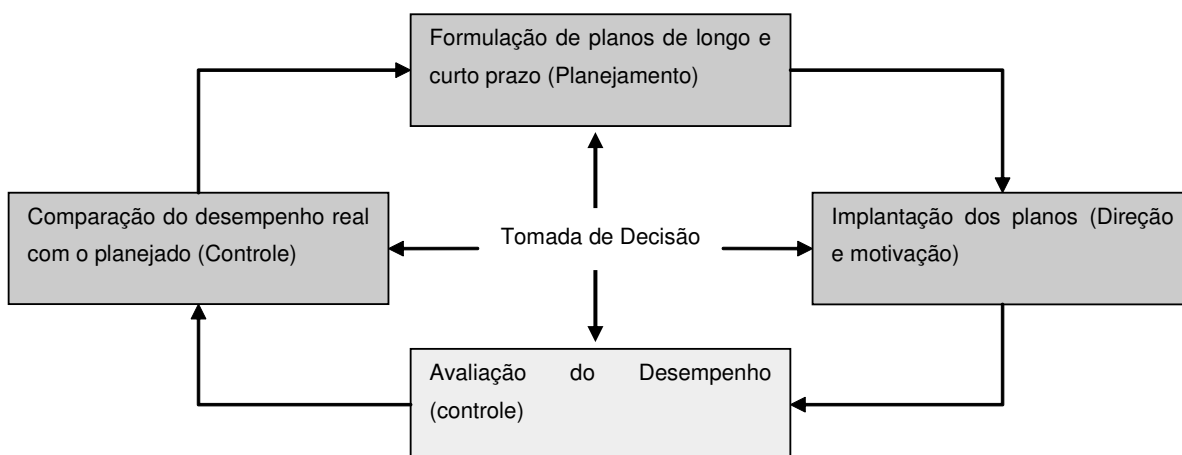 Formulação de planos de longo e
curto prazo (Planejamento)
Comparação do desempenho real
com o planejado (Controle)
Tomada de Decisão
Implantação dos planos (Direção
e motivação)
Avaliação do Desempenho
(controle)